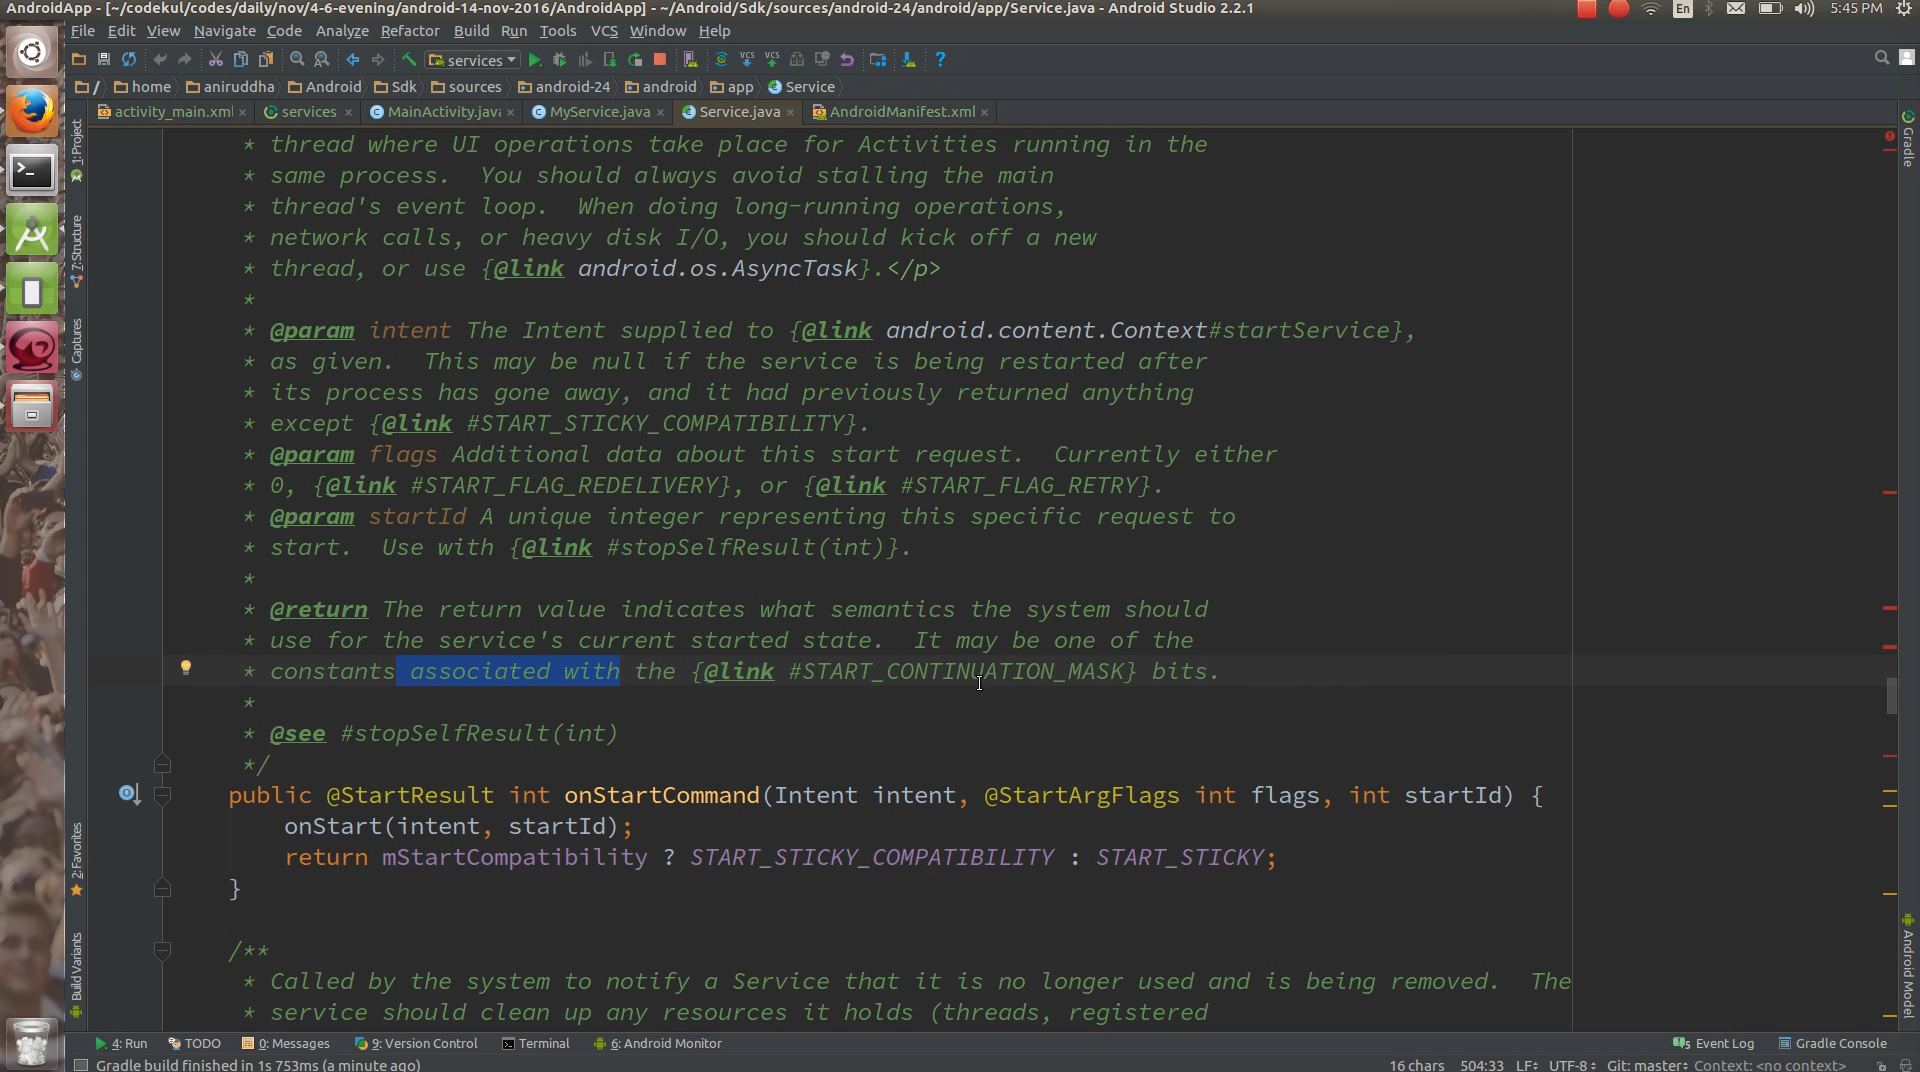 AndroidApp - [~/codekul/codes/daily/nov/4-6-evening/android-14-nov-2016/AndroidApp] - ~/Android/Sdk/sources/android-24/android/app/Service.java - Android Studio 2.2.1
En
5:45 PM
File Edit View Navigate Code Analyze Refactor Build Run Tools VCS Window Help
services
VCS VCS
/ home aniruddha Android Sdk sources android-24 android app Service
activity_main.xml services MainActivity.java MyService.java Service.java AndroidManifest.xml
1: Project
7: Structure
Captures
2: Favorites
Build Variants
Gradle
Android Model
* thread where UI operations take place for Activities running in the
* same process.  You should always avoid stalling the main
* thread's event loop.  When doing long-running operations,
* network calls, or heavy disk I/O, you should kick off a new
* thread, or use {@link android.os.AsyncTask}.</p>
*
* @param intent The Intent supplied to {@link android.content.Context#startService},
* as given.  This may be null if the service is being restarted after
* its process has gone away, and it had previously returned anything
* except {@link #START_STICKY_COMPATIBILITY}.
* @param flags Additional data about this start request.  Currently either
* 0, {@link #START_FLAG_REDELIVERY}, or {@link #START_FLAG_RETRY}.
* @param startId A unique integer representing this specific request to
* start.  Use with {@link #stopSelfResult(int)}.
*
* @return The return value indicates what semantics the system should
* use for the service's current started state.  It may be one of the
* constants associated with the {@link #START_CONTINUATION_MASK} bits.
*
* @see #stopSelfResult(int)
*/
public @StartResult int onStartCommand(Intent intent, @StartArgFlags int flags, int startId) {
onStart(intent, startId);
return mStartCompatibility ? START_STICKY_COMPATIBILITY : START_STICKY;
}
/**
* Called by the system to notify a Service that it is no longer used and is being removed.  The
* service should clean up any resources it holds (threads, registered
4: Run TODO 0: Messages 9: Version Control Terminal 6: Android Monitor Event Log Gradle Console
Gradle build finished in 1s 753ms (a minute ago) 16 chars 504:33 LF UTF-8 Git: master Context: <no context>